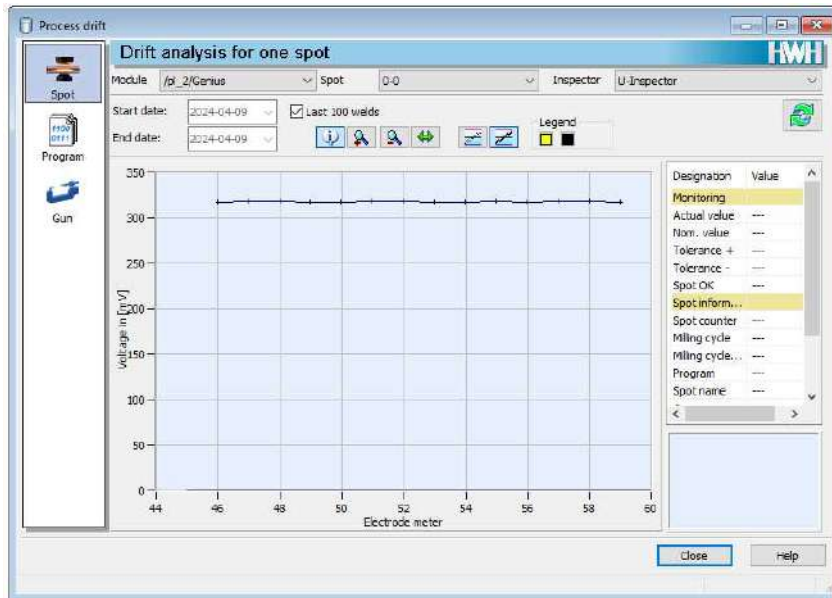 Process drift
Drift analysis for one spot
HWH
Spot
Program
Gun
Module /pl_2/Genius Spot 0-0 Inspector U-Inspector
Start date: 2024-04-09 Last 100 welds
End date: 2024-04-09
Legend
350
300
250
200
150
100
50
0
Voltage in [mV]
44 46 48 50 52 54 56 58 60
Electrode meter
Designation Value
Monitoring
Actual value ---
Nom. value ---
Tolerance + ---
Tolerance - ---
Spot OK ---
Spot inform...
Spot counter ---
Milling cycle ---
Milling cycle... ---
Program ---
Spot name ---
Close Help